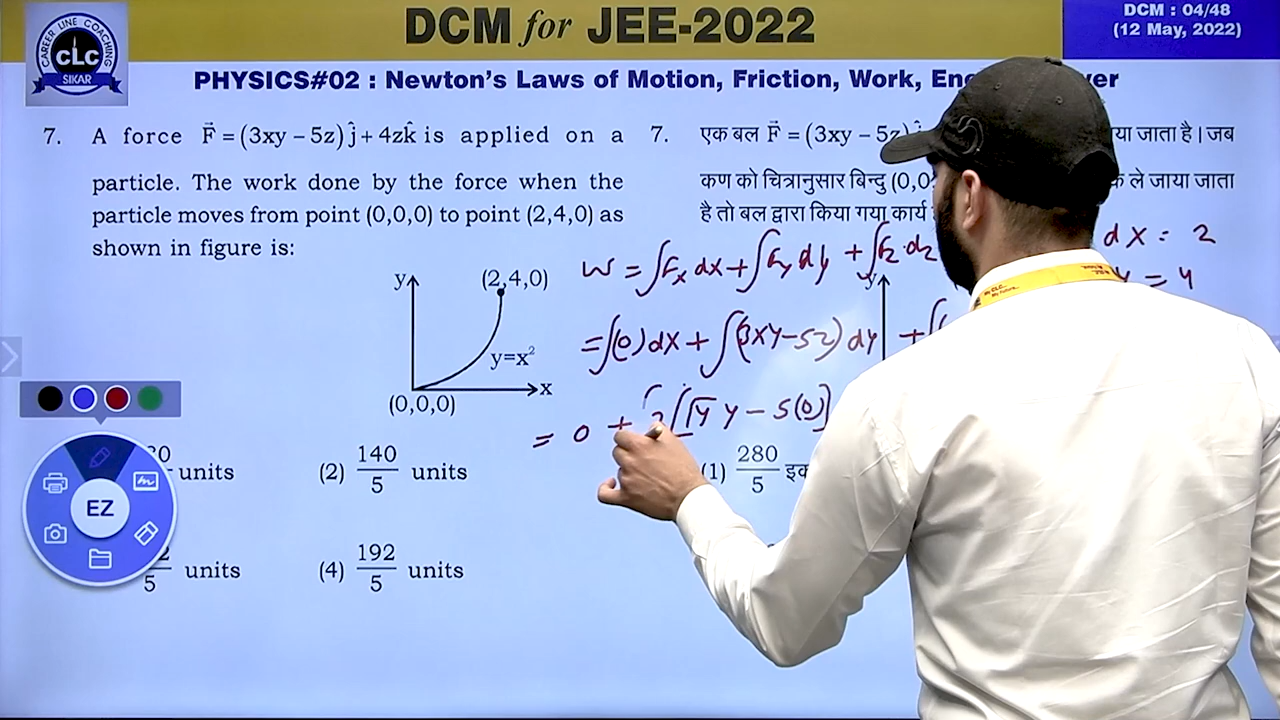 CAREER LINE COACHING
CLC
SIKAR
DCM for JEE-2022
DCM : 04/48
(12 May, 2022)
PHYSICS#02 : Newton's Laws of Motion, Friction, Work,
7. A force F⃗ = (3xy – 5z) ĵ + 4zk̂ is applied on a
particle. The work done by the force when the
particle moves from point (0,0,0) to point (2,4,0) as
shown in figure is:
y
(2,4,0)
y=x²
x
(0,0,0)
units
(2) 140/5 units
5 units
(4) 192/5 units
7. एक बल F⃗ = (3xy – 5z) जाता है। जब
कण को चित्रानुसार बिन्दु ले जाया जाता
है तो बल द्वारा किया गया कार्य
y
(1) 280/5
W = ∫Fx dx + ∫Fy dy + ∫Fz·dz
= ∫(0)dx + ∫(3xy–5z) dy +
= 0 + [√y y – 5(0)]
dx = 2
= 4
EZ